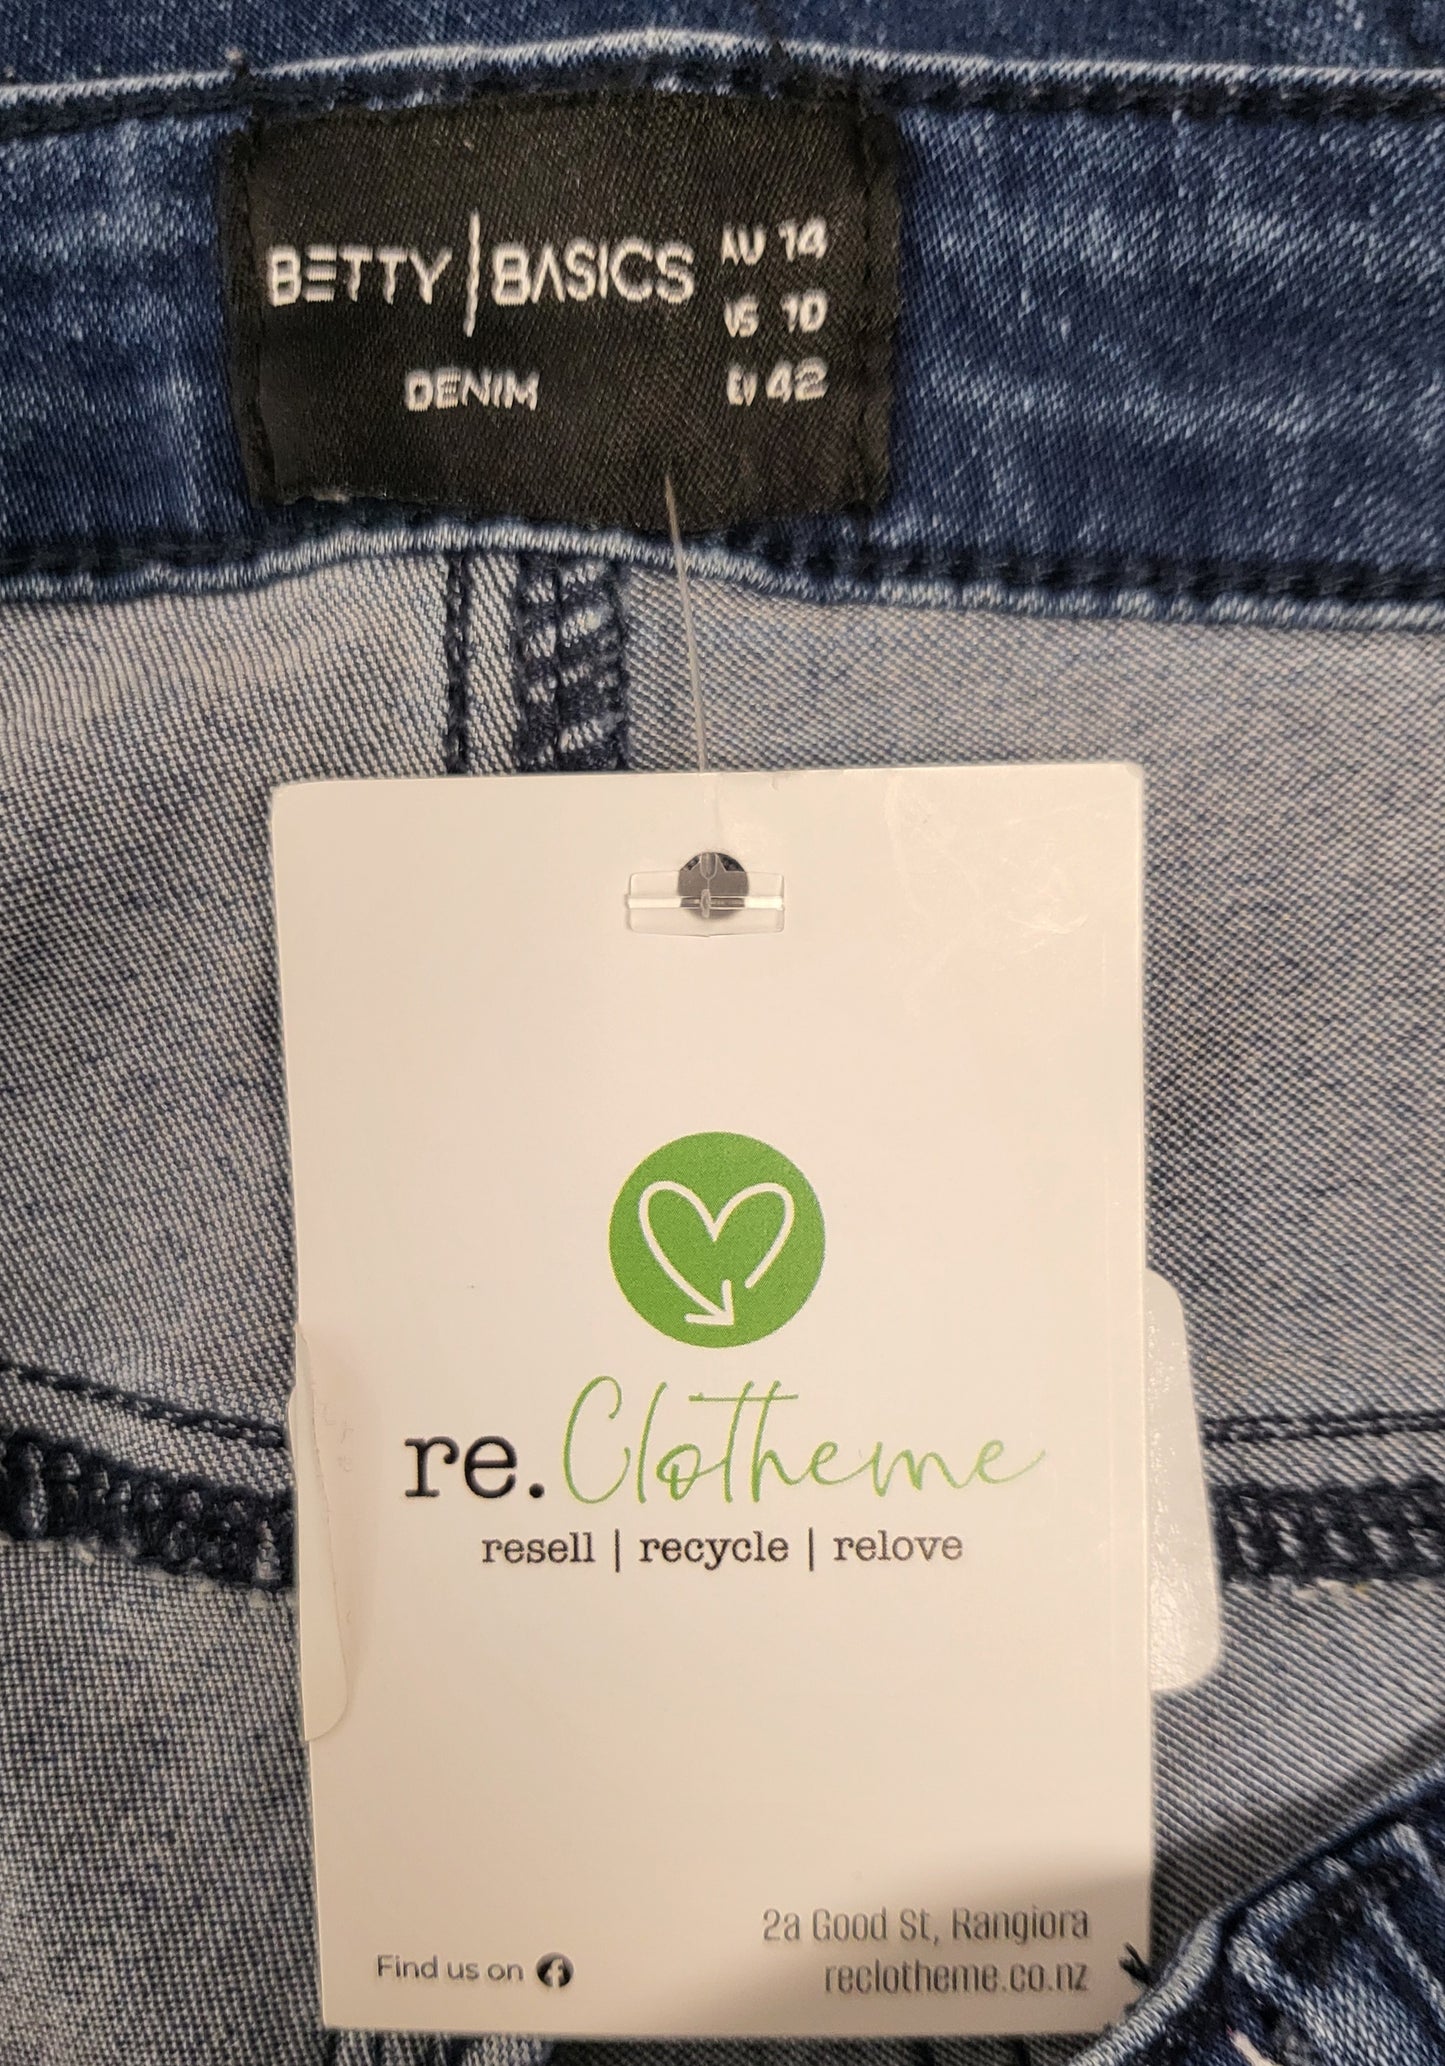 BETTY | BASICS
DENIM
AU 14
US 10
EU 42
re.Clotheme
resell | recycle | relove
2a Good St, Rangiora
Find us on
reclotheme.co.nz